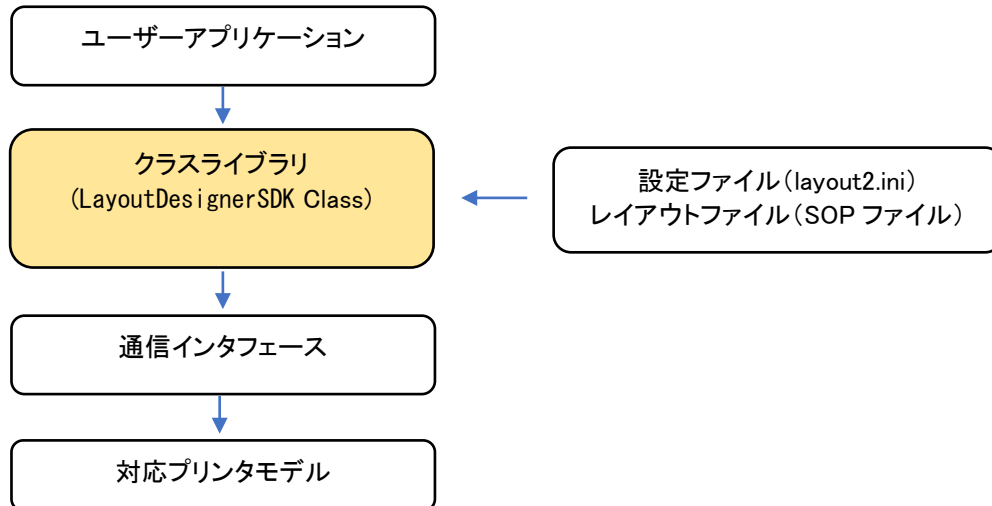 ユーザーアプリケーション
クラスライブラリ
(LayoutDesignerSDK Class)
設定ファイル(layout2.ini)
レイアウトファイル(SOP ファイル)
通信インタフェース
対応プリンタモデル